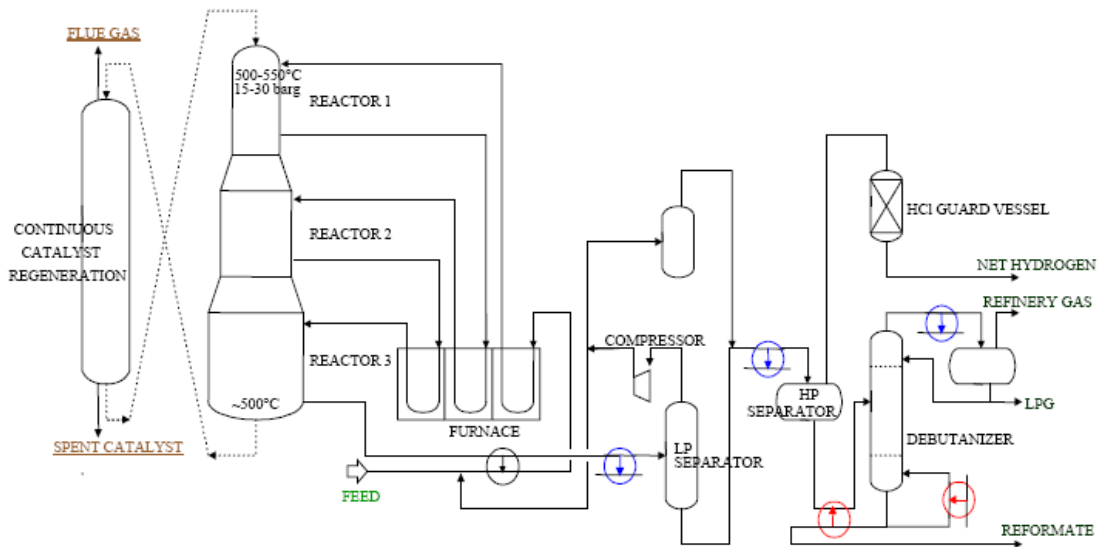 FLUE GAS
500-550°C
15-30 barg
REACTOR 1
CONTINUOUS
CATALYST
REGENERATION
REACTOR 2
REACTOR 3
~500°C
SPENT CATALYST
FURNACE
FEED
COMPRESSOR
LP
SEPARATOR
HP
SEPARATOR
HCl GUARD VESSEL
NET HYDROGEN
REFINERY GAS
LPG
DEBUTANIZER
REFORMATE